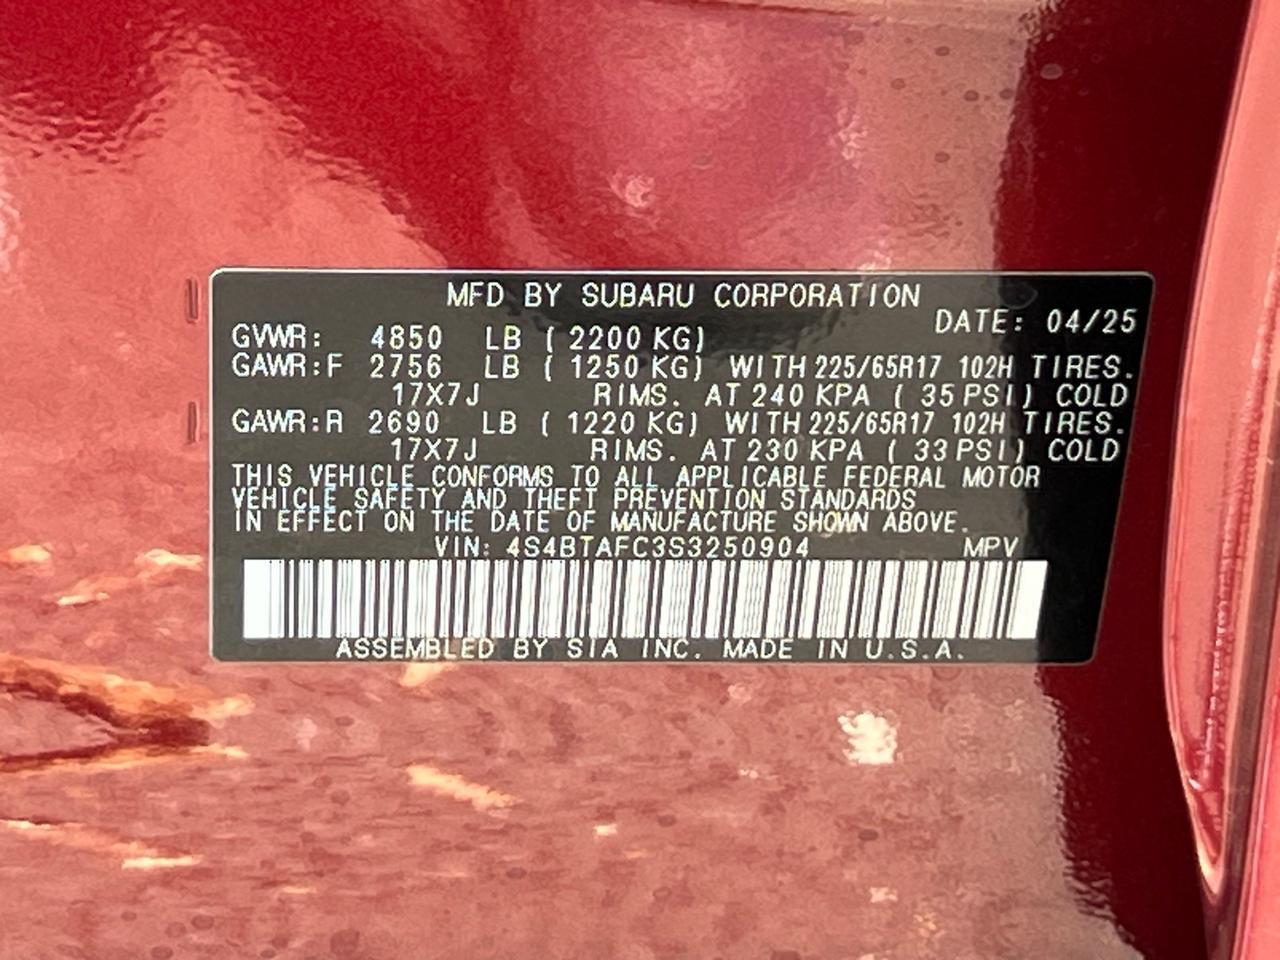 MFD BY SUBARU CORPORATION
DATE: 04/25
GVWR: 4850 LB ( 2200 KG)
GAWR:F 2756 LB ( 1250 KG) WITH 225/65R17 102H TIRES.
17X7J RIMS. AT 240 KPA ( 35 PSI) COLD
GAWR:R 2690 LB ( 1220 KG) WITH 225/65R17 102H TIRES.
17X7J RIMS. AT 230 KPA ( 33 PSI) COLD
THIS VEHICLE CONFORMS TO ALL APPLICABLE FEDERAL MOTOR
VEHICLE SAFETY AND THEFT PREVENTION STANDARDS
IN EFFECT ON THE DATE OF MANUFACTURE SHOWN ABOVE.
VIN: 4S4BTAFC3S3250904 MPV
ASSEMBLED BY SIA INC. MADE IN U.S.A.